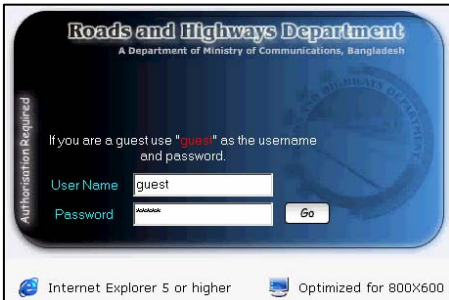 Roads and Highways Department
A Department of Ministry of Communications, Bangladesh
Authorisation Required
If you are a guest use "guest" as the username
and password.
User Name guest
Password *****
Go
Internet Explorer 5 or higher Optimized for 800X600